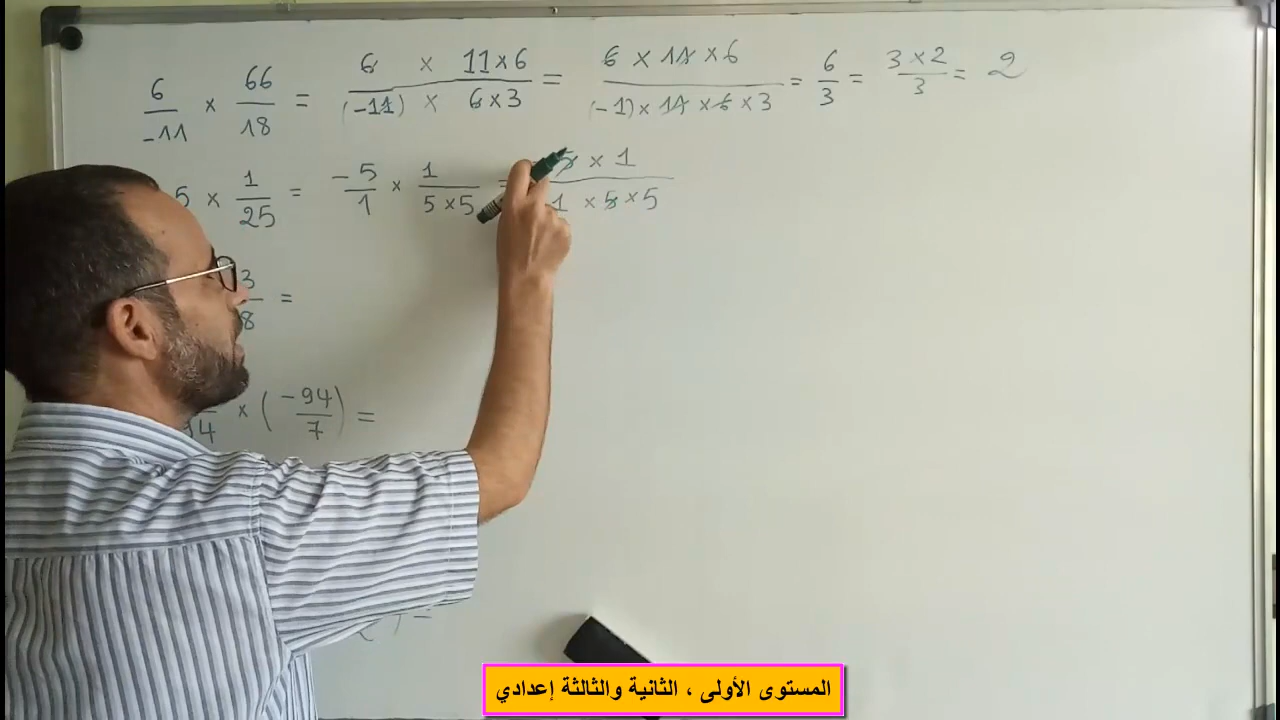 6/-11 × 66/18 = 6 × 11×6 / (-11) × 6×3 = 6 × 11 × 6 / (-1) × 11 × 6 × 3 = 6/3 = 3×2/3 = 2
5 × 1/25 = -5/1 × 1/5×5 = 5 × 1 / 1 × 5 × 5
3/8 =
× (-94/7) =
المستوى الأولى ، الثانية والثالثة إعدادي